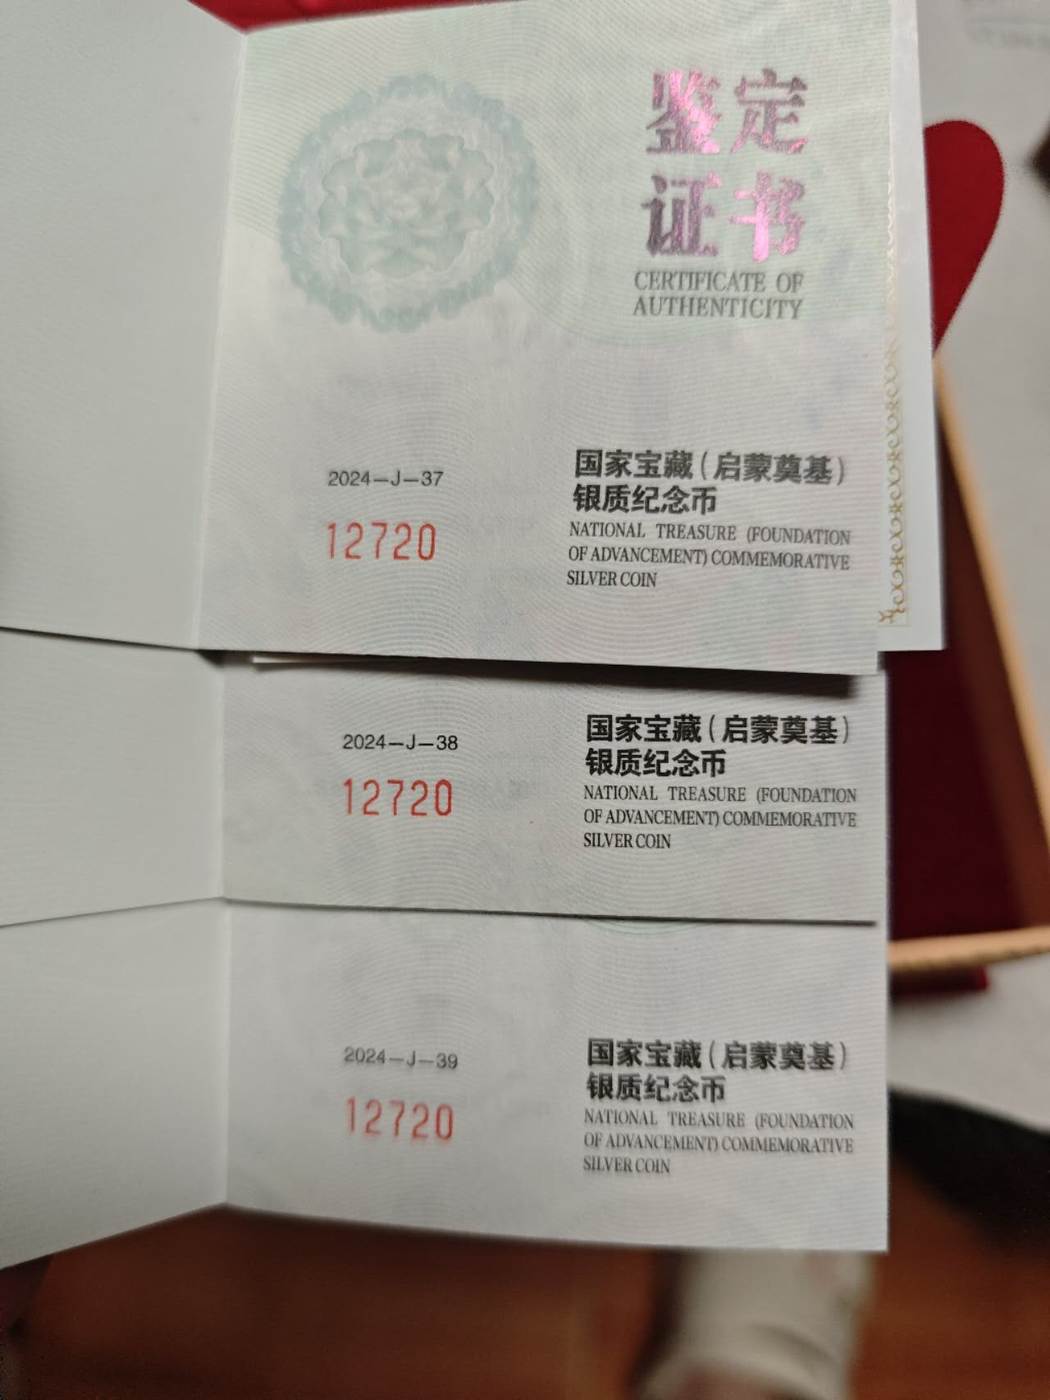 鉴定
证书
CERTIFICATE OF
AUTHENTICITY
2024-J-37
12720
国家宝藏(启蒙奠基)
银质纪念币
NATIONAL TREASURE (FOUNDATION
OF ADVANCEMENT) COMMEMORATIVE
SILVER COIN
2024-J-38
12720
国家宝藏(启蒙奠基)
银质纪念币
NATIONAL TREASURE (FOUNDATION
OF ADVANCEMENT) COMMEMORATIVE
SILVER COIN
2024-J-39
12720
国家宝藏(启蒙奠基)
银质纪念币
NATIONAL TREASURE (FOUNDATION
OF ADVANCEMENT) COMMEMORATIVE
SILVER COIN